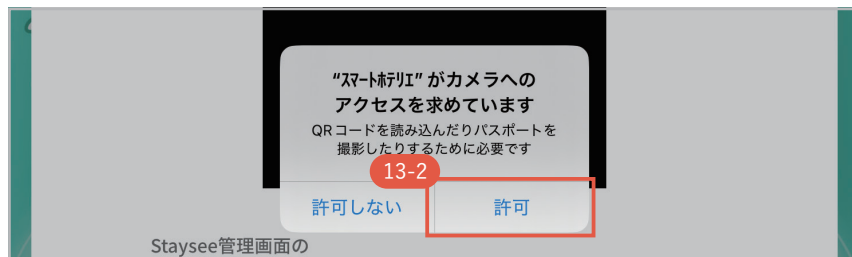 “ｽﾏｰﾄﾎﾃﾘｴ” がカメラへの
アクセスを求めています
QRコードを読み込んだりパスポートを
撮影したりするために必要です
13-2
許可しない
許可
Staysee管理画面の